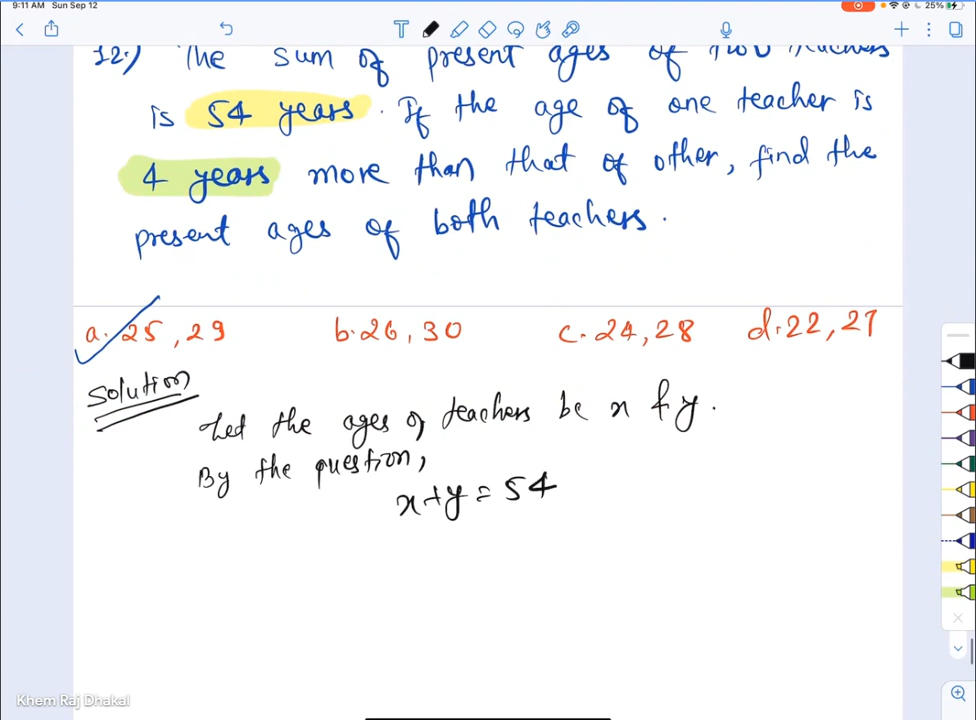 9:11 AM Sun Sep 12
25%
12.) The sum of present ages of two teachers
is 54 years. If the age of one teacher is
4 years more than that of other, find the
present ages of both teachers.
a. 25, 29 b. 26, 30 c. 24, 28 d. 22, 27
Solution
Let the ages of teachers be x & y.
By the question,
x+y = 54
Khem Raj Dhakal